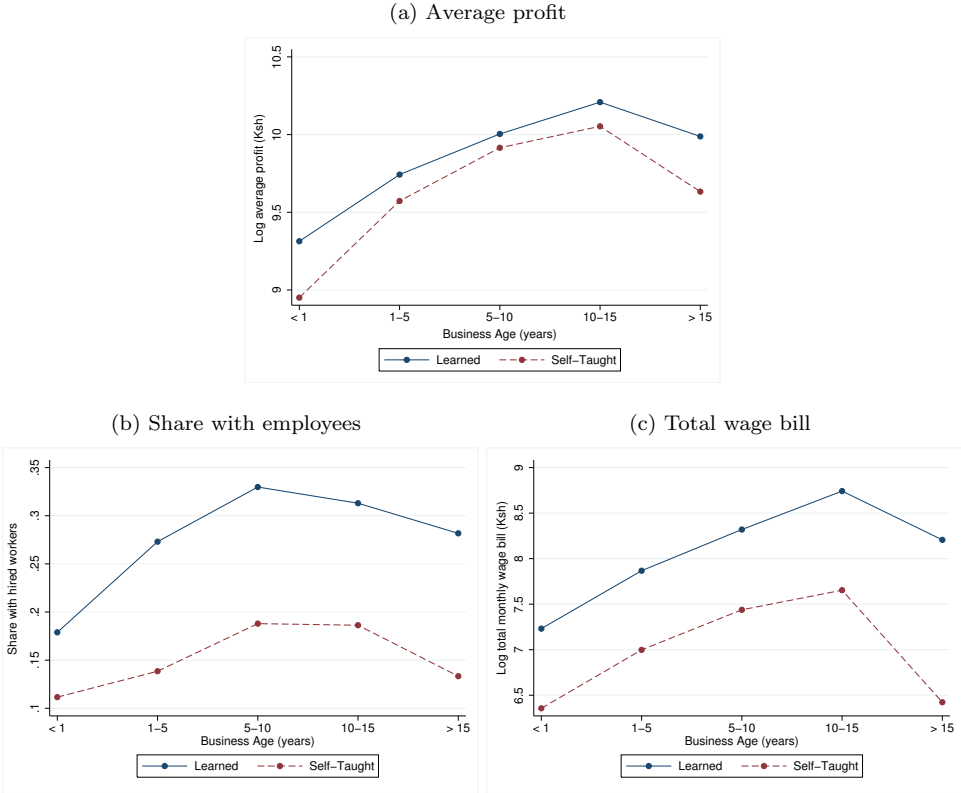 (a) Average profit
Log average profit (Ksh)
10.5
10
9.5
9
< 1
1–5
5–10
10–15
> 15
Business Age (years)
Learned
Self–Taught
(b) Share with employees
Share with hired workers
.35
.3
.25
.2
.15
.1
< 1
1–5
5–10
10–15
> 15
Business Age (years)
Learned
Self–Taught
(c) Total wage bill
Log total monthly wage bill (Ksh)
9
8.5
8
7.5
7
6.5
< 1
1–5
5–10
10–15
> 15
Business Age (years)
Learned
Self–Taught